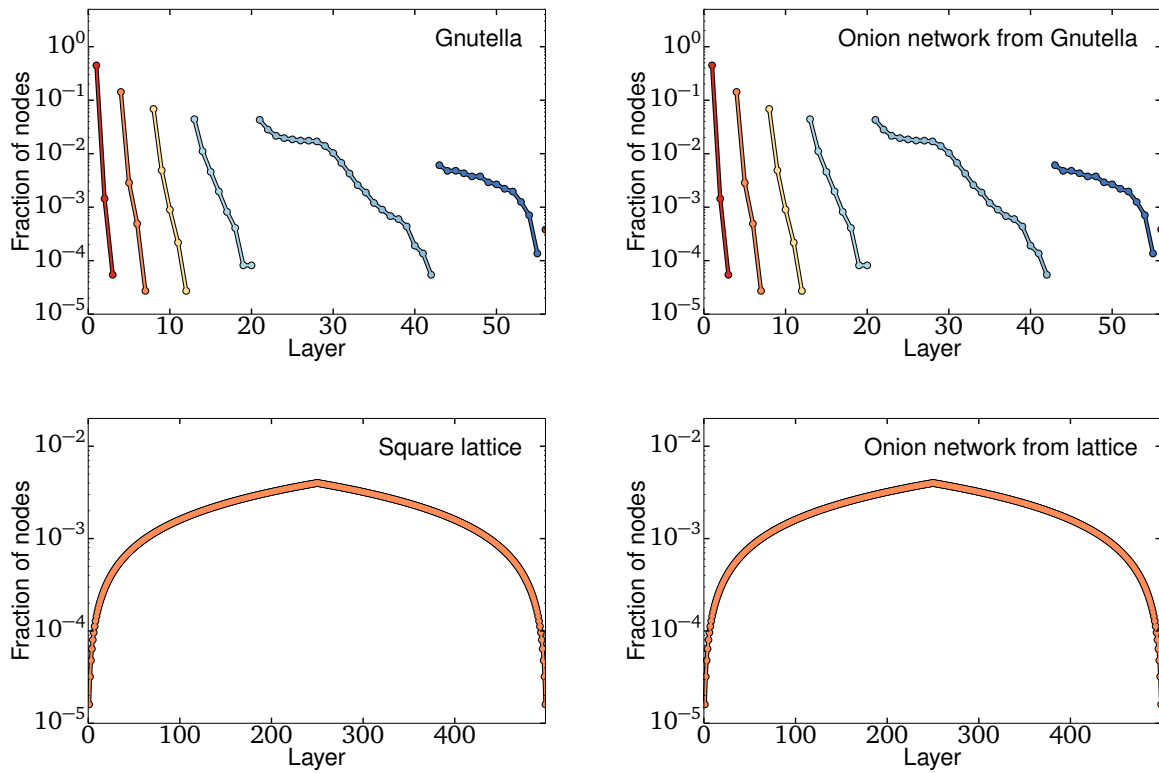 Gnutella
Fraction of nodes
10^0
10^-1
10^-2
10^-3
10^-4
10^-5
0 10 20 30 40 50
Layer
Onion network from Gnutella
Fraction of nodes
10^0
10^-1
10^-2
10^-3
10^-4
10^-5
0 10 20 30 40 50
Layer
Square lattice
Fraction of nodes
10^-2
10^-3
10^-4
10^-5
0 100 200 300 400
Layer
Onion network from lattice
Fraction of nodes
10^-2
10^-3
10^-4
10^-5
0 100 200 300 400
Layer